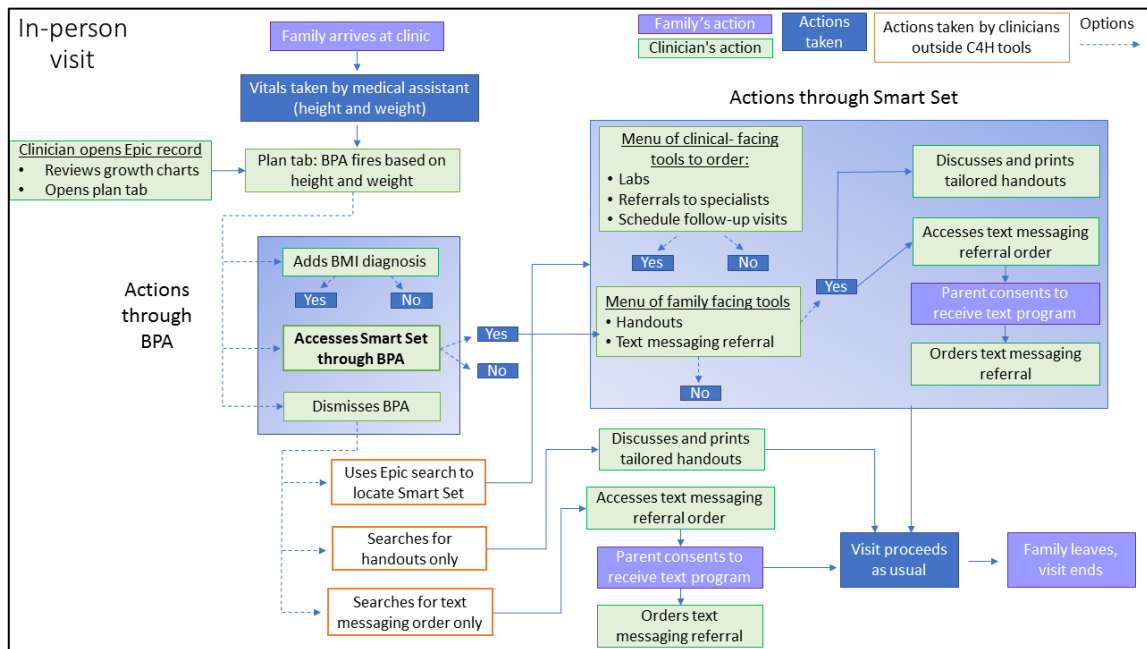 In-person
visit
Family arrives at clinic
Family's action
Clinician's action
Actions
taken
Actions taken by clinicians
outside C4H tools
Options
Vitals taken by medical assistant
(height and weight)
Clinician opens Epic record
• Reviews growth charts
• Opens plan tab
Plan tab: BPA fires based on
height and weight
Actions
through
BPA
Adds BMI diagnosis
Yes
No
Accesses Smart Set
through BPA
Yes
No
Dismisses BPA
Uses Epic search to
locate Smart Set
Searches for
handouts only
Searches for text
messaging order only
Actions through Smart Set
Menu of clinical- facing
tools to order:
• Labs
• Referrals to specialists
• Schedule follow-up visits
Yes
No
Menu of family facing tools
• Handouts
• Text messaging referral
Yes
No
Discusses and prints
tailored handouts
Accesses text messaging
referral order
Parent consents to
receive text program
Orders text messaging
referral
Discusses and prints
tailored handouts
Accesses text messaging
referral order
Parent consents to
receive text program
Orders text
messaging referral
Visit proceeds
as usual
Family leaves,
visit ends